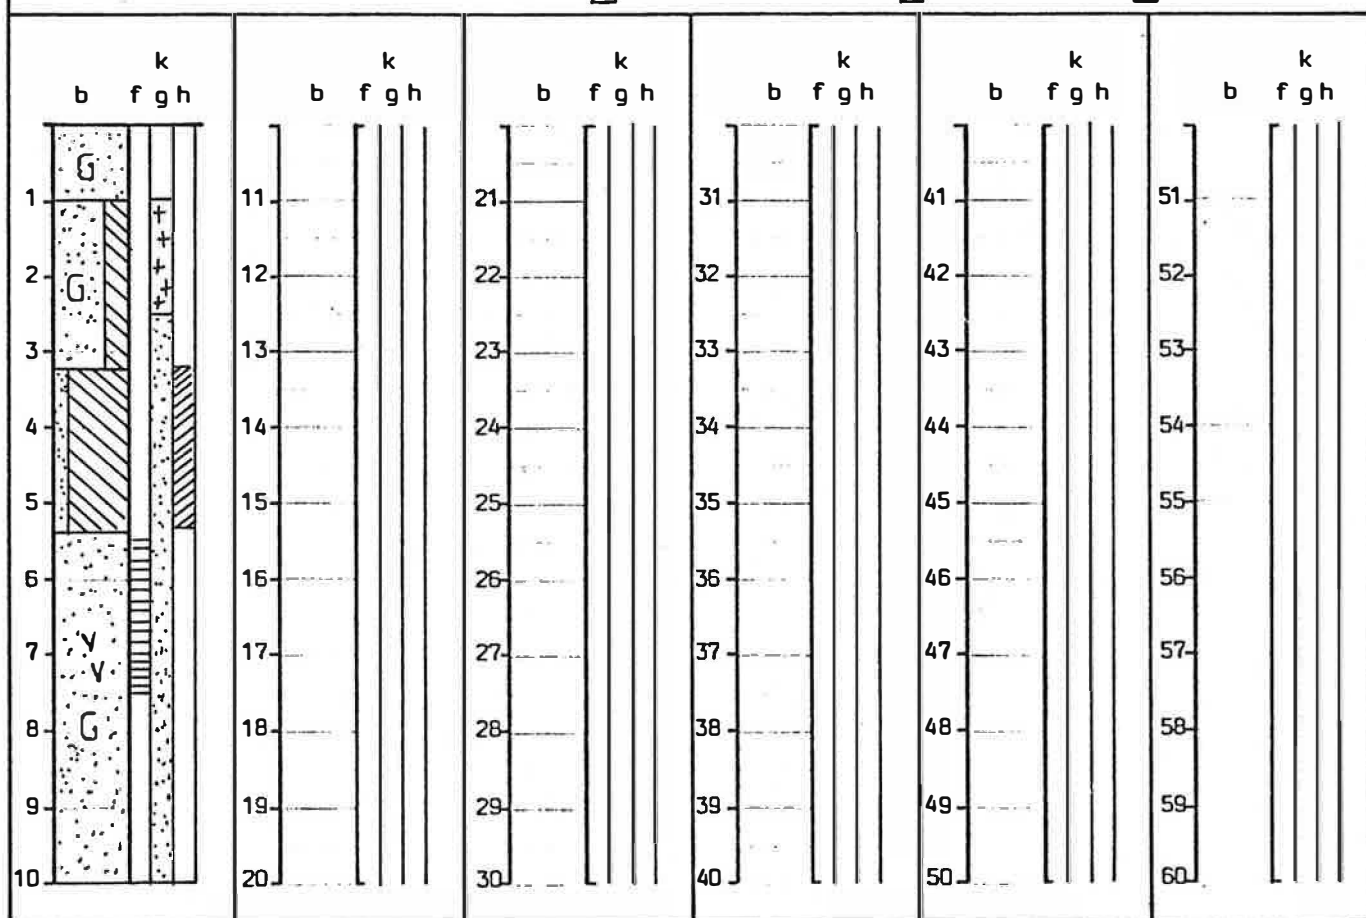 k k k k k k
b f g h b f g h b f g h b f g h b f g h b f g h
G
1 11 21 31 41 51
+
+
2 12 22 32 42 52
G
+
+
+
3 13 23 33 43 53
4 14 24 34 44 54
5 15 25 35 45 55
6 16 26 36 46 56
v
7 17 27 37 47 57
v
8 G 18 28 38 48 58
9 19 29 39 49 59
10 20 30 40 50 60